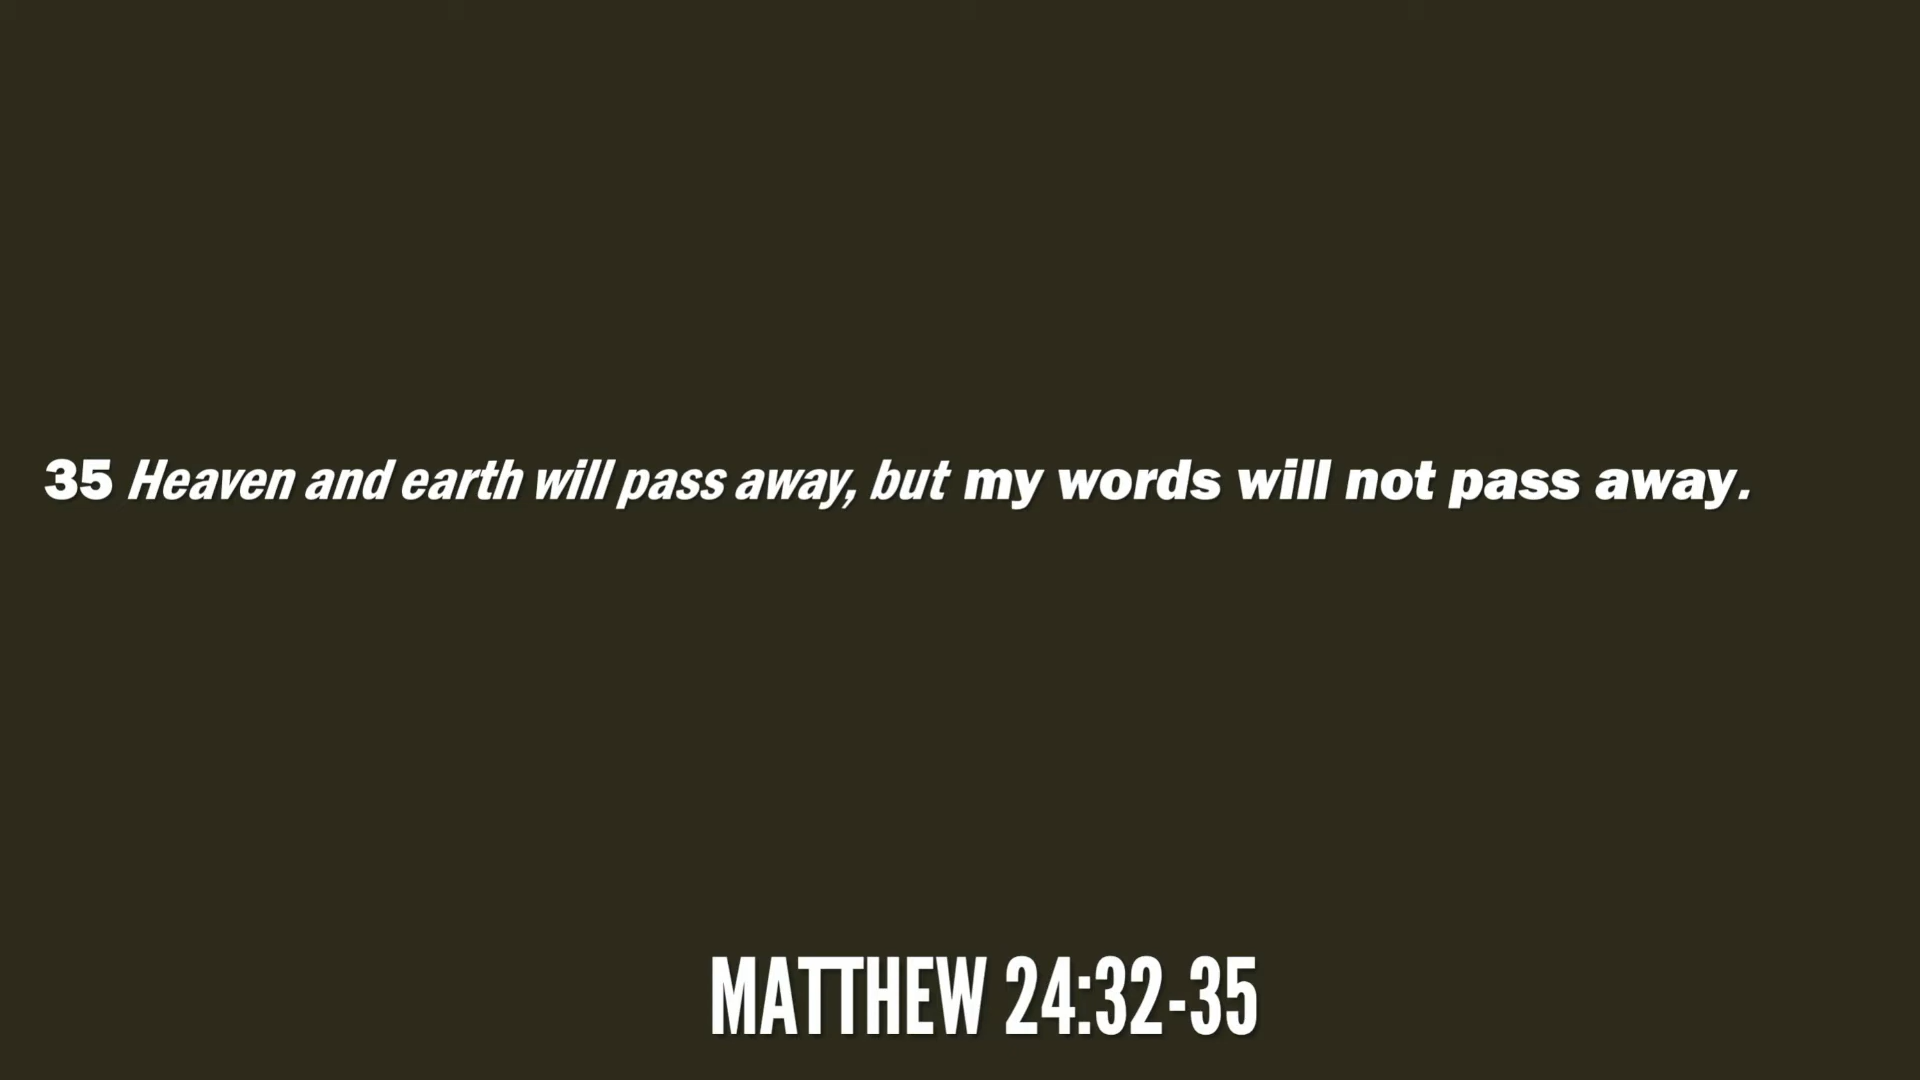 35 Heaven and earth will pass away, but my words will not pass away.
MATTHEW 24:32-35